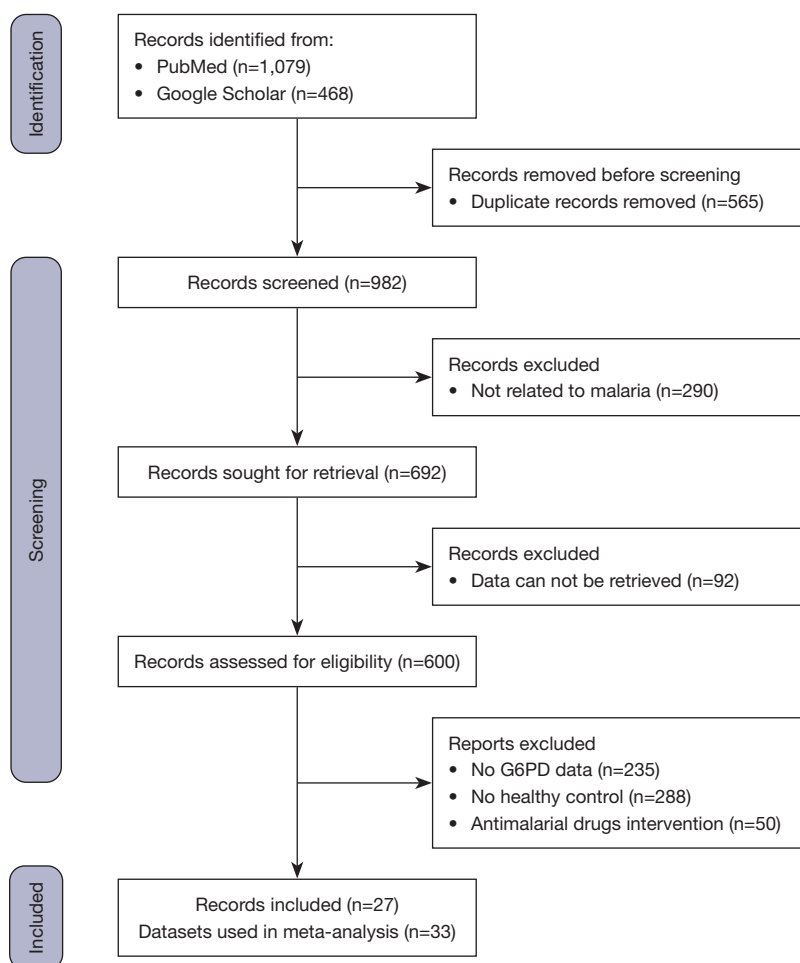 Identification
Records identified from:
• PubMed (n=1,079)
• Google Scholar (n=468)
Records removed before screening
• Duplicate records removed (n=565)
Screening
Records screened (n=982)
Records excluded
• Not related to malaria (n=290)
Records sought for retrieval (n=692)
Records excluded
• Data can not be retrieved (n=92)
Records assessed for eligibility (n=600)
Reports excluded
• No G6PD data (n=235)
• No healthy control (n=288)
• Antimalarial drugs intervention (n=50)
Included
Records included (n=27)
Datasets used in meta-analysis (n=33)